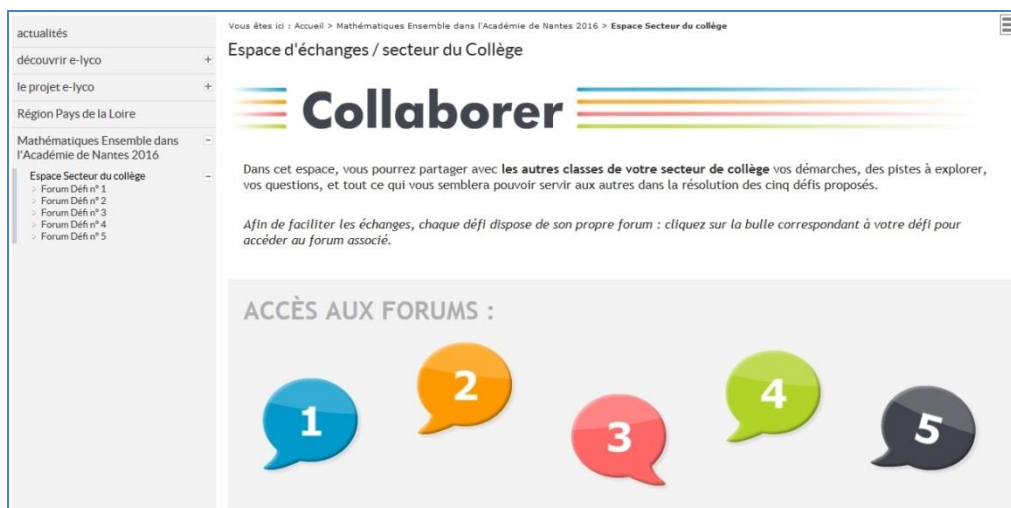 actualités
découvrir e-lyco
le projet e-lyco
Région Pays de la Loire
Mathématiques Ensemble dans
l'Académie de Nantes 2016
Espace Secteur du collège
> Forum Défi n° 1
> Forum Défi n° 2
> Forum Défi n° 3
> Forum Défi n° 4
> Forum Défi n° 5
Vous êtes ici : Accueil > Mathématiques Ensemble dans l'Académie de Nantes 2016 > Espace Secteur du collège
Espace d'échanges / secteur du Collège
Collaborer
Dans cet espace, vous pourrez partager avec les autres classes de votre secteur de collège vos démarches, des pistes à explorer,
vos questions, et tout ce qui vous semblera pouvoir servir aux autres dans la résolution des cinq défis proposés.
Afin de faciliter les échanges, chaque défi dispose de son propre forum : cliquez sur la bulle correspondant à votre défi pour
accéder au forum associé.
ACCÈS AUX FORUMS :
1
2
3
4
5